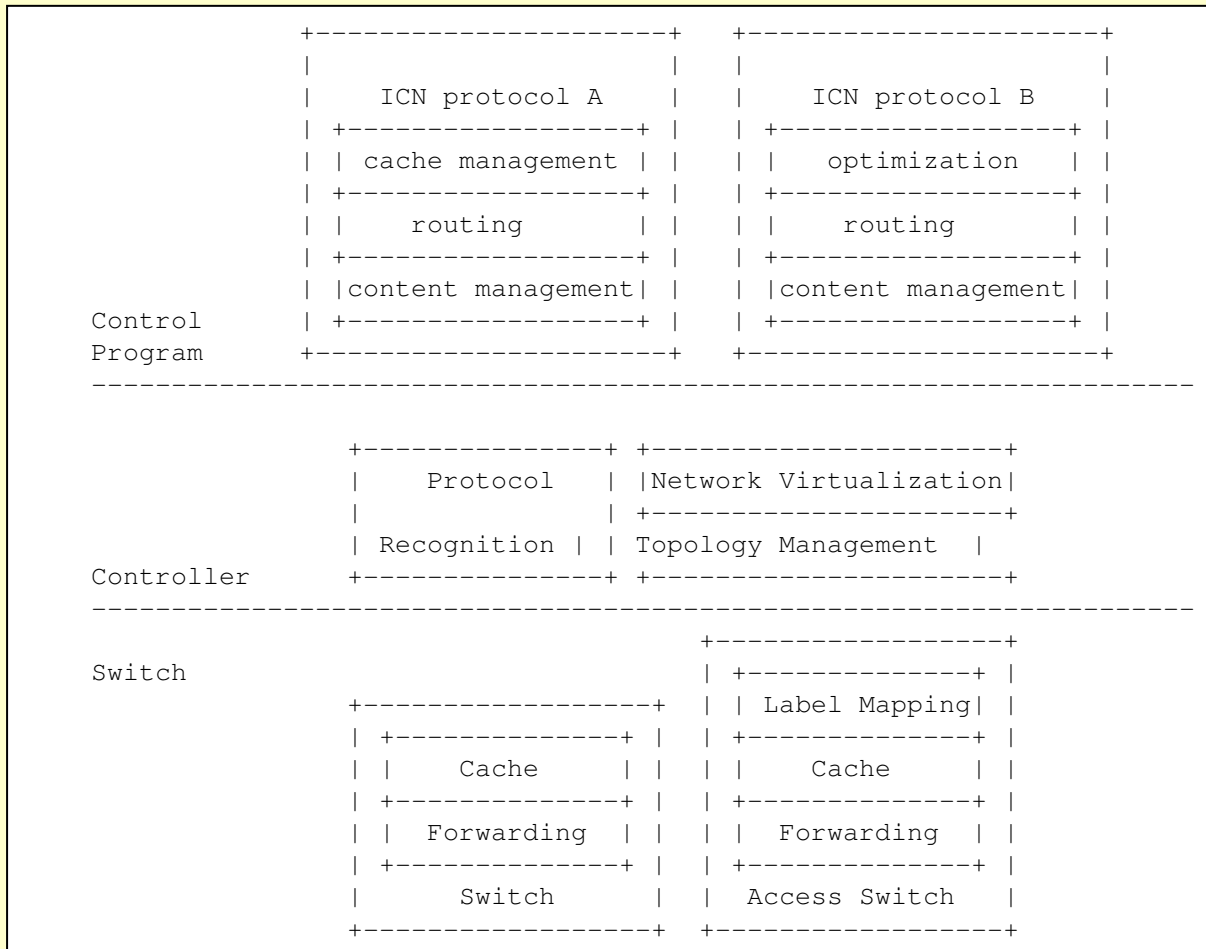 ICN protocol A ICN protocol B
cache management optimization
routing routing
content management content management
Control
Program
Protocol Network Virtualization
Recognition Topology Management
Controller
Switch
Label Mapping
Cache Cache
Forwarding Forwarding
Switch Access Switch